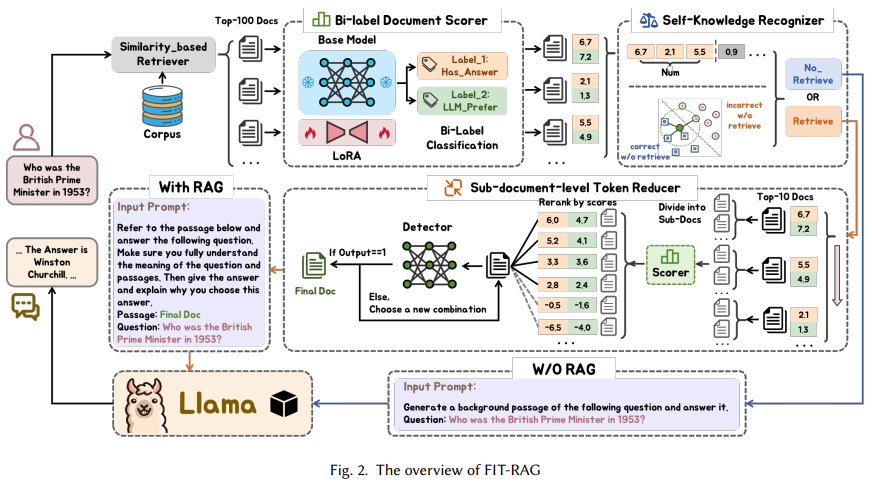 Top-100 Docs
Bi-label Document Scorer
Self-Knowledge Recognizer
Similarity_based
Retriever
Corpus
Base Model
Label_1:
Has_Answer
Label_2:
LLM_Prefer
Bi-Label
Classification
LoRA
...
6,7
7,2
2,1
1,3
5,5
4,9
...
6,7 2,1 5,5 0,9 ...
Num
incorrect
w/o
retrieve
correct
w/o retrieve
No_
Retrieve
OR
Retrieve
Who was the
British Prime
Minister in 1953?
... The Answer is
Winston
Churchill. ...
With RAG
Input Prompt:
Refer to the passage below and
answer the following question.
Make sure you fully understand
the meaning of the question and
passages. Then give the answer
and explain why you choose this
answer.
Passage: Final Doc
Question: Who was the British
Prime Minister in 1953?
Sub-document-level Token Reducer
Final Doc
If Output==1
Detector
Else,
Choose a new combination
Rerank by scores
6.0 4.7
5.2 4.1
3.3 3.6
2.8 2.4
-0.5 -1.6
-6.5 -4.0
...
Scorer
Divide into
Sub-Docs
...
Top-10 Docs
6,7
7,2
5,5
4,9
2,1
1,3
...
Llama
W/O RAG
Input Prompt:
Generate a background passage of the following question and answer it.
Question: Who was the British Prime Minister in 1953?
Fig. 2. The overview of FIT-RAG